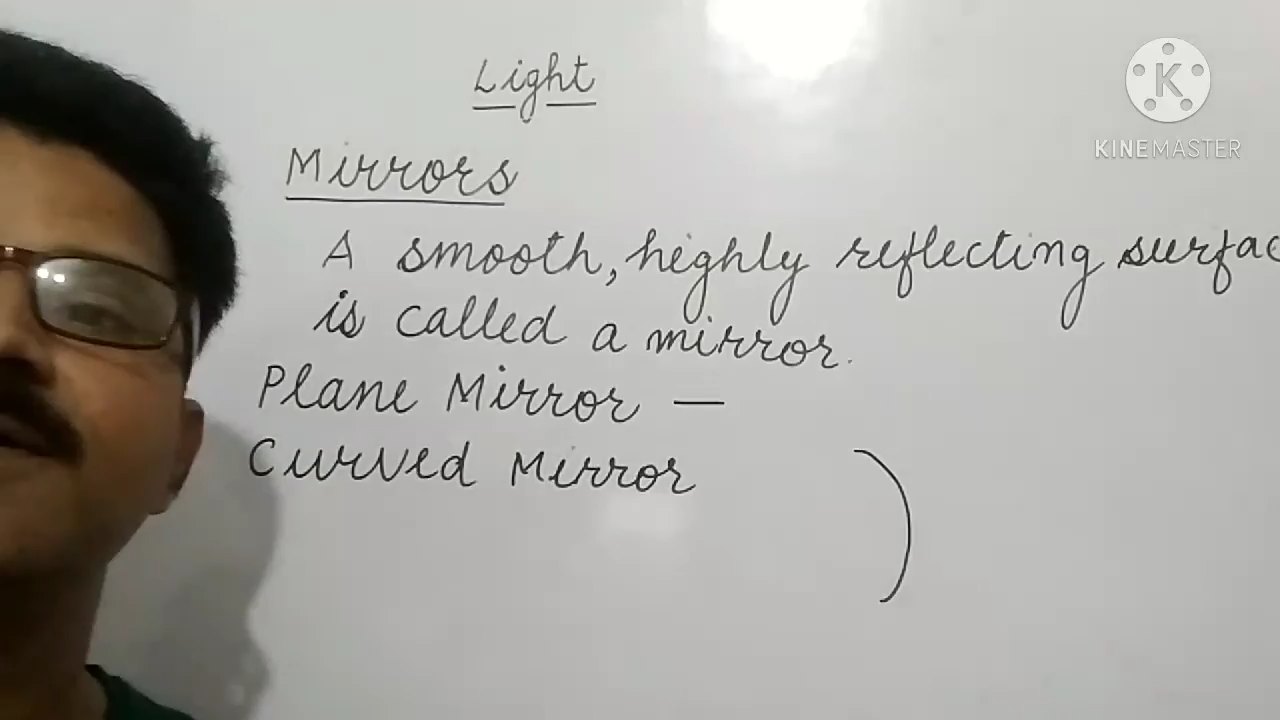 Light
K
KINEMASTER
Mirrors
A smooth, highly reflecting surfac
is called a mirror.
Plane Mirror —
Curved Mirror